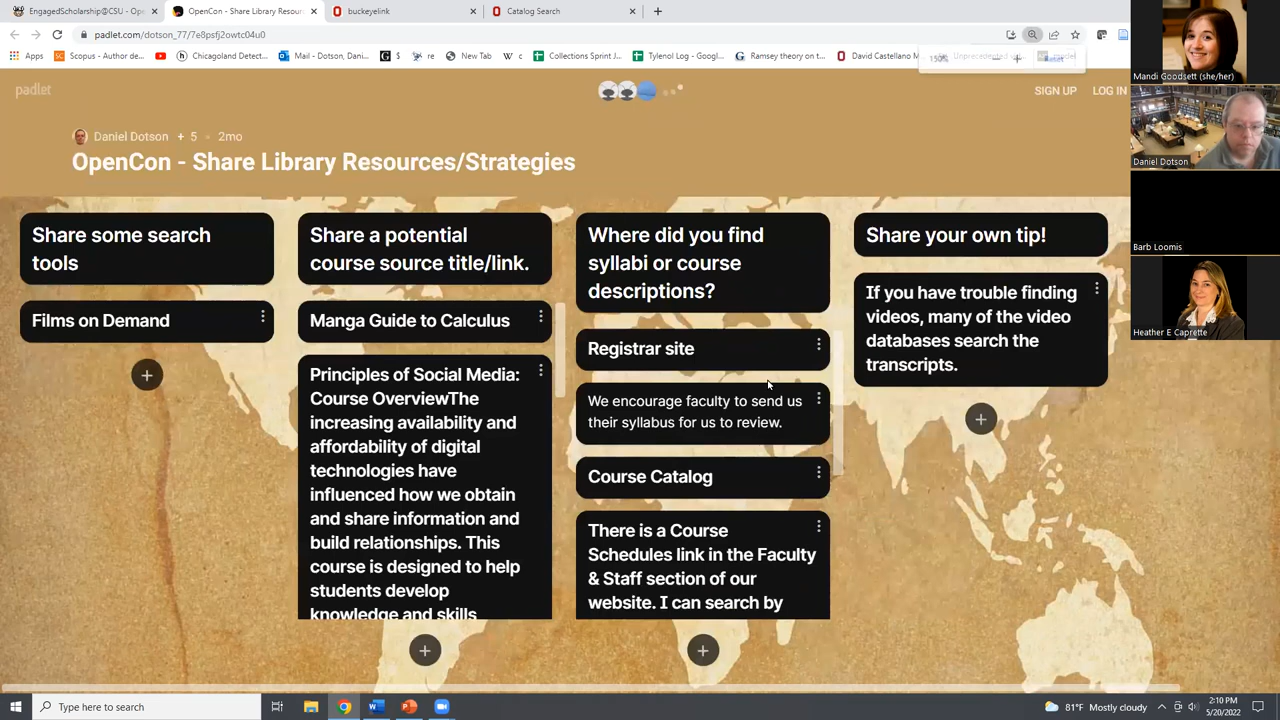 EngagedScholarship@CSU - Op
OpenCon - Share Library Resour
buckeyelink
Catalog Search
padlet.com/dotson_77/7e8psfj2owtc04u0
Apps
Scopus - Author de...
Chicagoland Detect...
Mail - Dotson, Dani...
$
re
New Tab
W c
Collections Sprint J...
Tylenol Log - Googl...
Ramsey theory on t...
David Castellano M
150%
padlet
SIGN UP
LOG IN
Daniel Dotson + 5 2mo
OpenCon - Share Library Resources/Strategies
Share some search
tools
Films on Demand
Share a potential
course source title/link.
Manga Guide to Calculus
Principles of Social Media:
Course OverviewThe
increasing availability and
affordability of digital
technologies have
influenced how we obtain
and share information and
build relationships. This
course is designed to help
students develop
knowledge and skills
Where did you find
syllabi or course
descriptions?
Registrar site
We encourage faculty to send us
their syllabus for us to review.
Course Catalog
There is a Course
Schedules link in the Faculty
& Staff section of our
website. I can search by
Share your own tip!
If you have trouble finding
videos, many of the video
databases search the
transcripts.
Mandi Goodsett (she/her)
Daniel Dotson
Barb Loomis
Heather E Caprette
Type here to search
81°F Mostly cloudy
2:10 PM
5/20/2022